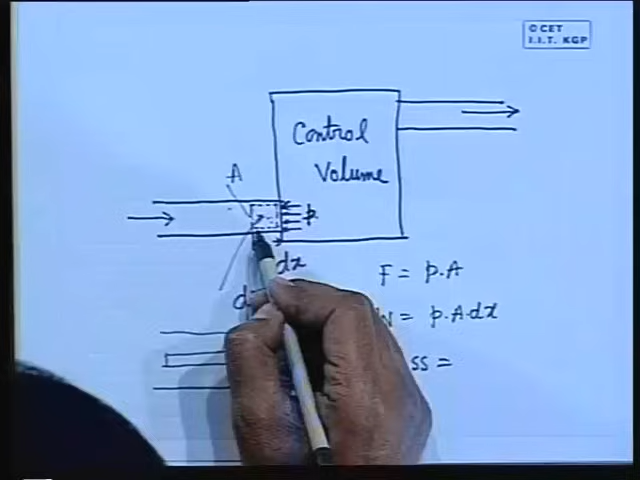 © CET
I.I.T. KGP
Control
Volume
A
p
dx
F = p.A
= p.A dx
ss =